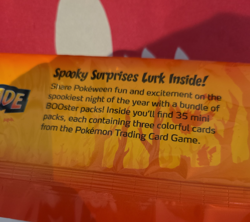 Spooky Surprises Lurk Inside!
Share Pokéween fun and excitement on the
spookiest night of the year with a bundle of
BOOster packs! Inside you'll find 35 mini
packs, each containing three colorful cards
from the Pokémon Trading Card Game.